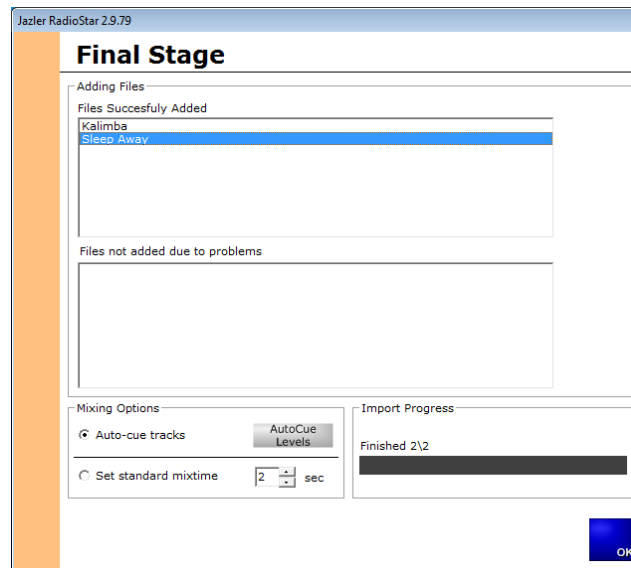 Jazler RadioStar 2.9.79
Final Stage
Adding Files
Files Succesfuly Added
Kalimba
Sleep Away
Files not added due to problems
Mixing Options
Auto-cue tracks
AutoCue
Levels
Set standard mixtime
2
sec
Import Progress
Finished 2\2
OK